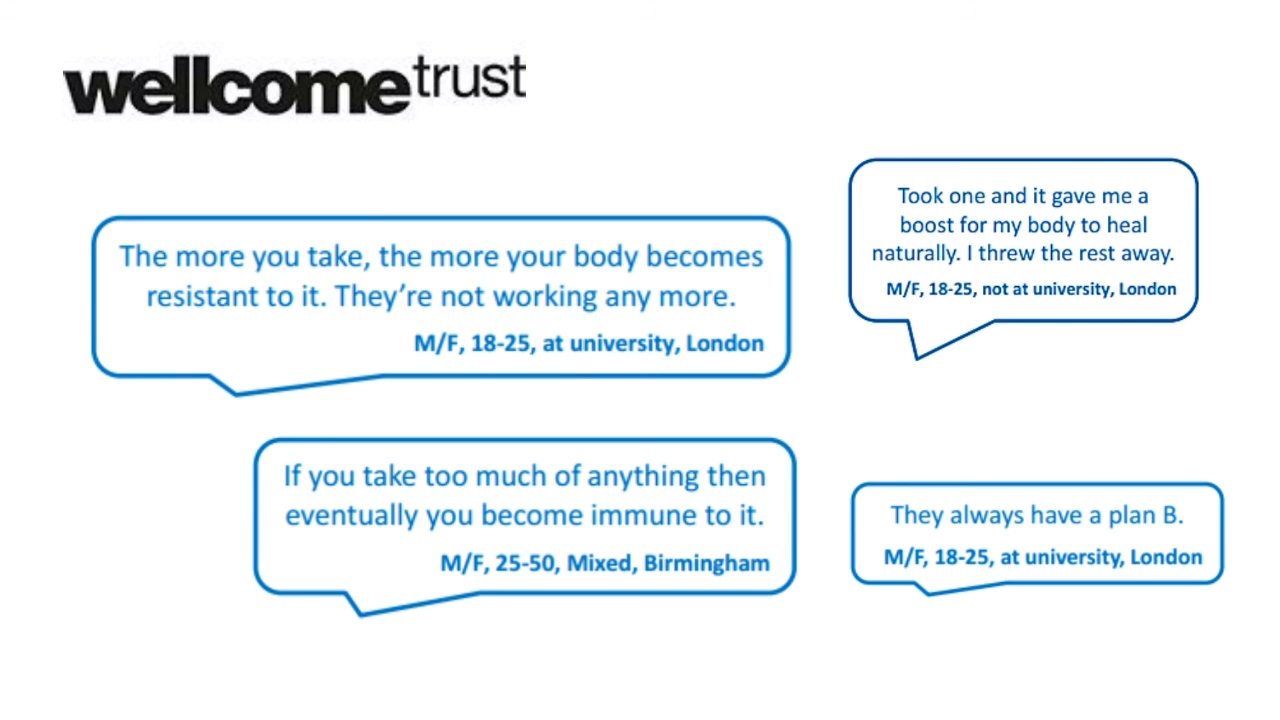 wellcome trust
The more you take, the more your body becomes
resistant to it. They’re not working any more.
M/F, 18-25, at university, London
Took one and it gave me a
boost for my body to heal
naturally. I threw the rest away.
M/F, 18-25, not at university, London
If you take too much of anything then
eventually you become immune to it.
M/F, 25-50, Mixed, Birmingham
They always have a plan B.
M/F, 18-25, at university, London